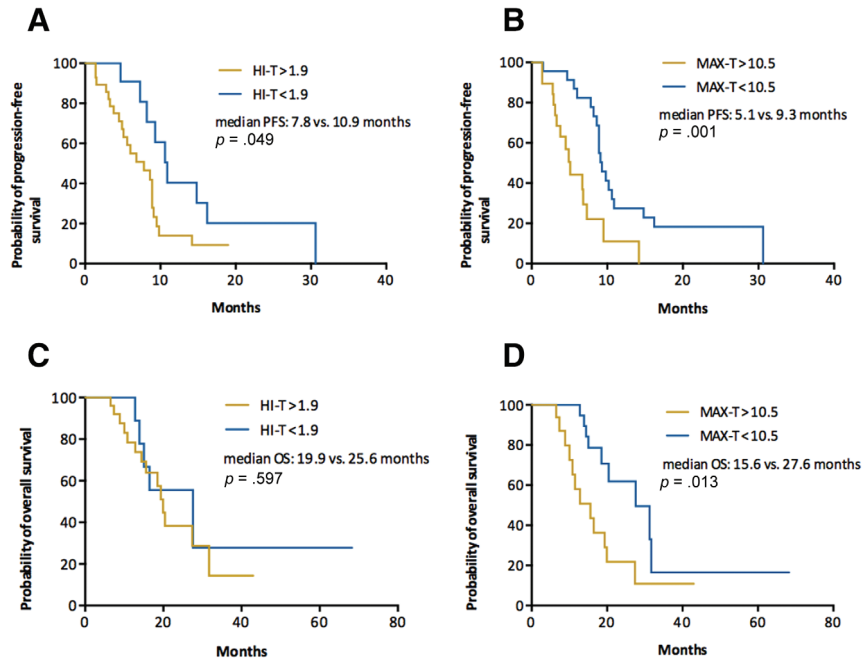 A
100
80
60
40
20
0
0 10 20 30 40
Probability of progression-free
survival
Months
HI-T>1.9
HI-T<1.9
median PFS: 7.8 vs. 10.9 months
p = .049
B
100
80
60
40
20
0
0 10 20 30 40
Probability of progression-free
survival
Months
MAX-T>10.5
MAX-T<10.5
median PFS: 5.1 vs. 9.3 months
p = .001
C
100
80
60
40
20
0
0 20 40 60 80
Probability of overall survival
Months
HI-T>1.9
HI-T<1.9
median OS: 19.9 vs. 25.6 months
p = .597
D
100
80
60
40
20
0
0 20 40 60 80
Probability of overall survival
Months
MAX-T>10.5
MAX-T<10.5
median OS: 15.6 vs. 27.6 months
p = .013